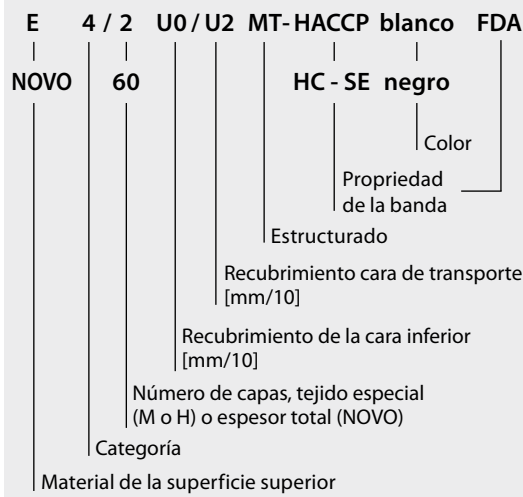 E 4 / 2 U0 / U2 MT- HACCP blanco FDA
NOVO 60 HC - SE negro
Color
Propriedad
de la banda
Estructurado
Recubrimiento cara de transporte
[mm/10]
Recubrimiento de la cara inferior
[mm/10]
Número de capas, tejido especial
(M o H) o espesor total (NOVO)
Categoría
Material de la superficie superior